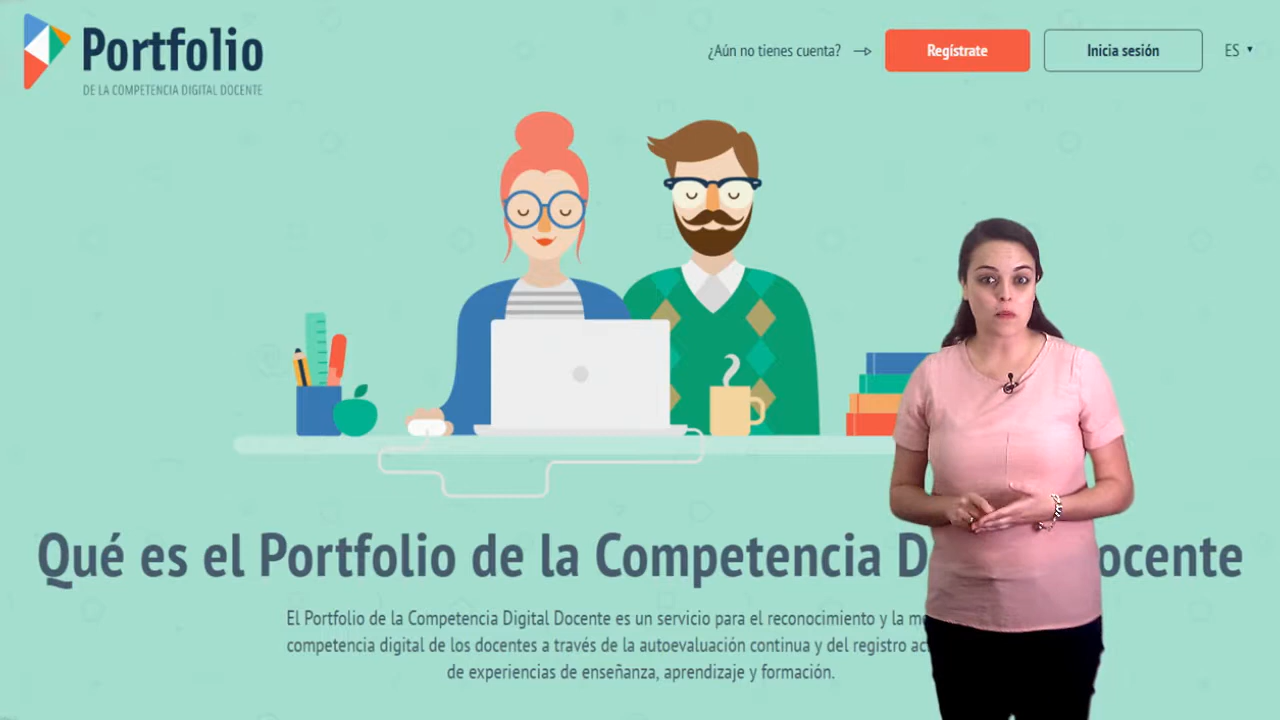 Portfolio
DE LA COMPETENCIA DIGITAL DOCENTE
¿Aún no tienes cuenta?
Regístrate
Inicia sesión
ES
Qué es el Portfolio de la Competencia D ocente
El Portfolio de la Competencia Digital Docente es un servicio para el reconocimiento y la
competencia digital de los docentes a través de la autoevaluación continua y del registro
de experiencias de enseñanza, aprendizaje y formación.